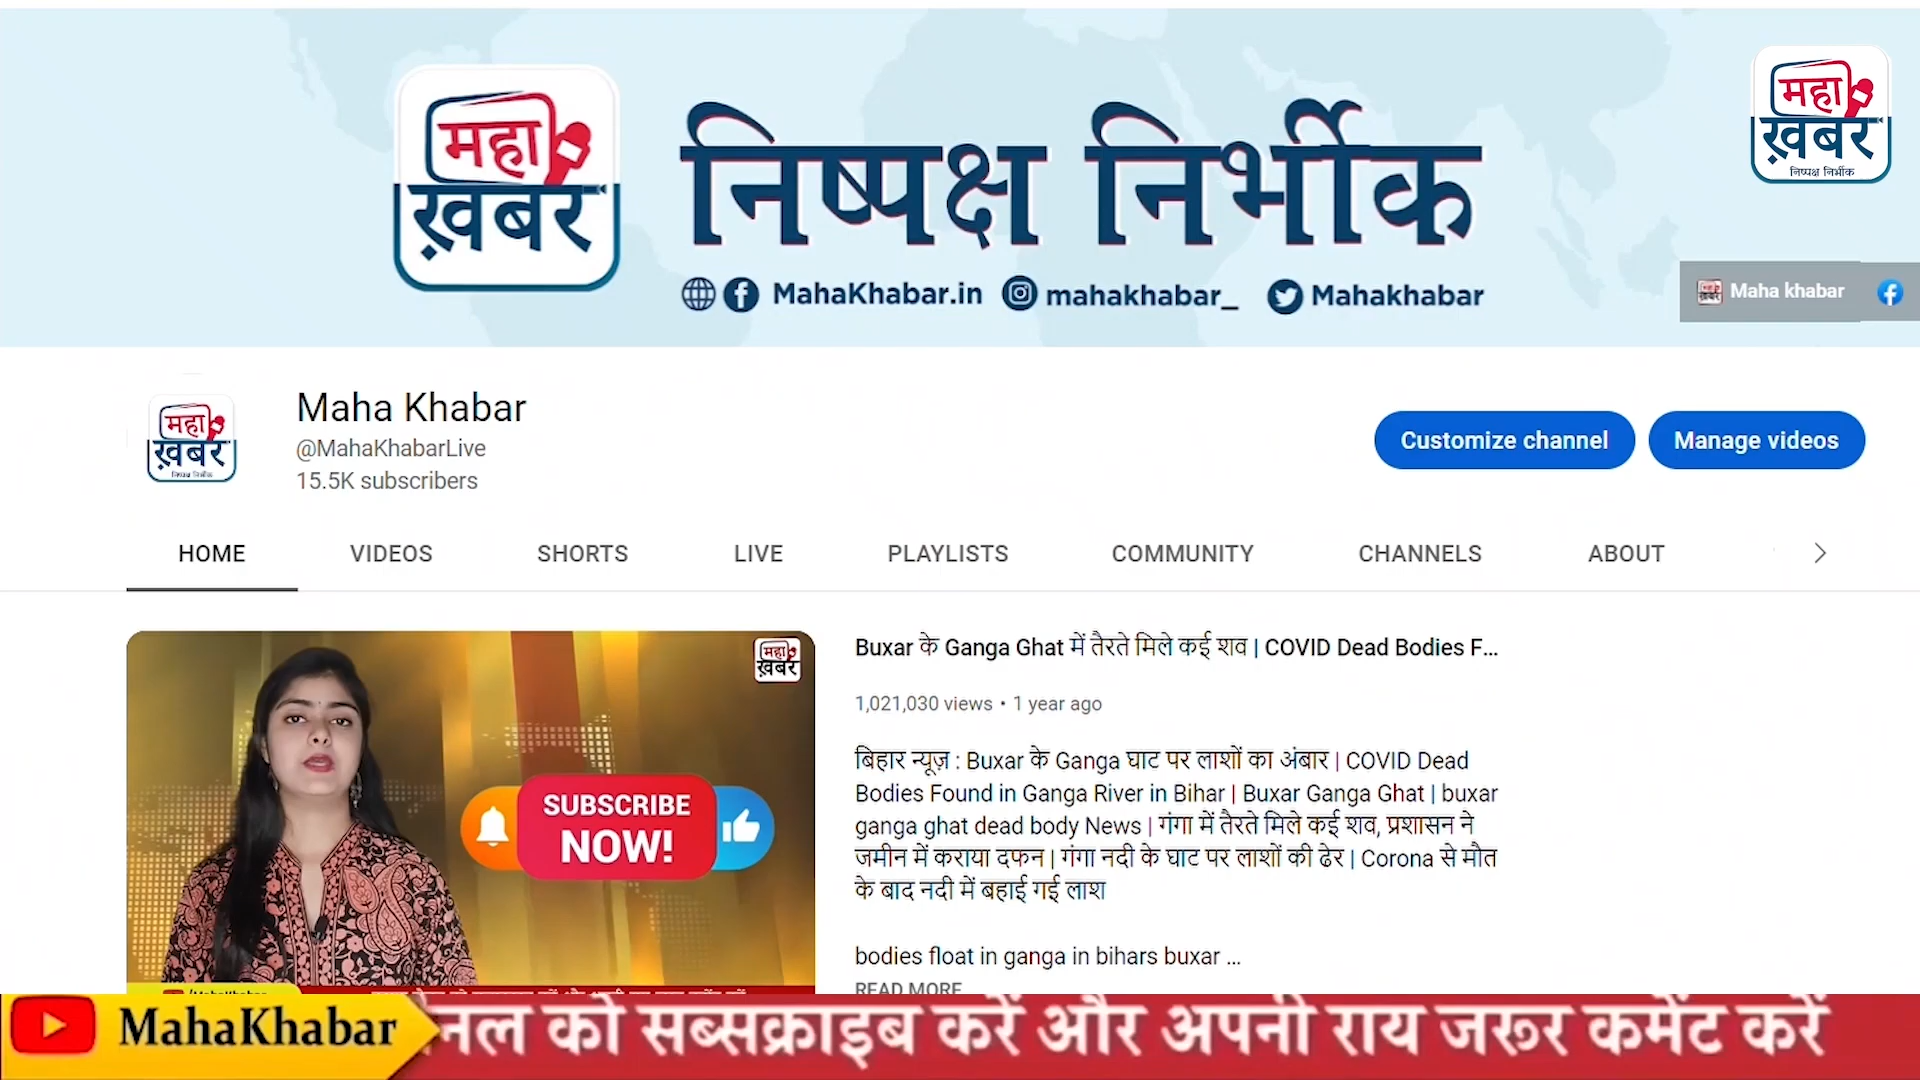 महा
ख़बर
निष्पक्ष निर्भीक
MahaKhabar.in mahakhabar_ Mahakhabar
महा
ख़बर
निष्पक्ष निर्भीक
Maha khabar
महा
ख़बर
निष्पक्ष निर्भीक
Maha Khabar
@MahaKhabarLive
15.5K subscribers
Customize channel
Manage videos
HOME VIDEOS SHORTS LIVE PLAYLISTS COMMUNITY CHANNELS ABOUT
महा
ख़बर
SUBSCRIBE
NOW!
Buxar के Ganga Ghat में तैरते मिले कई शव | COVID Dead Bodies F...
1,021,030 views • 1 year ago
बिहार न्यूज़ : Buxar के Ganga घाट पर लाशों का अंबार | COVID Dead
Bodies Found in Ganga River in Bihar | Buxar Ganga Ghat | buxar
ganga ghat dead body News | गंगा में तैरते मिले कई शव, प्रशासन ने
जमीन में कराया दफन | गंगा नदी के घाट पर लाशों की ढेर | Corona से मौत
के बाद नदी में बहाई गई लाश
bodies float in ganga in bihars buxar ...
READ MORE
MahaKhabar
नल को सब्सक्राइब करें और अपनी राय जरूर कमेंट करें